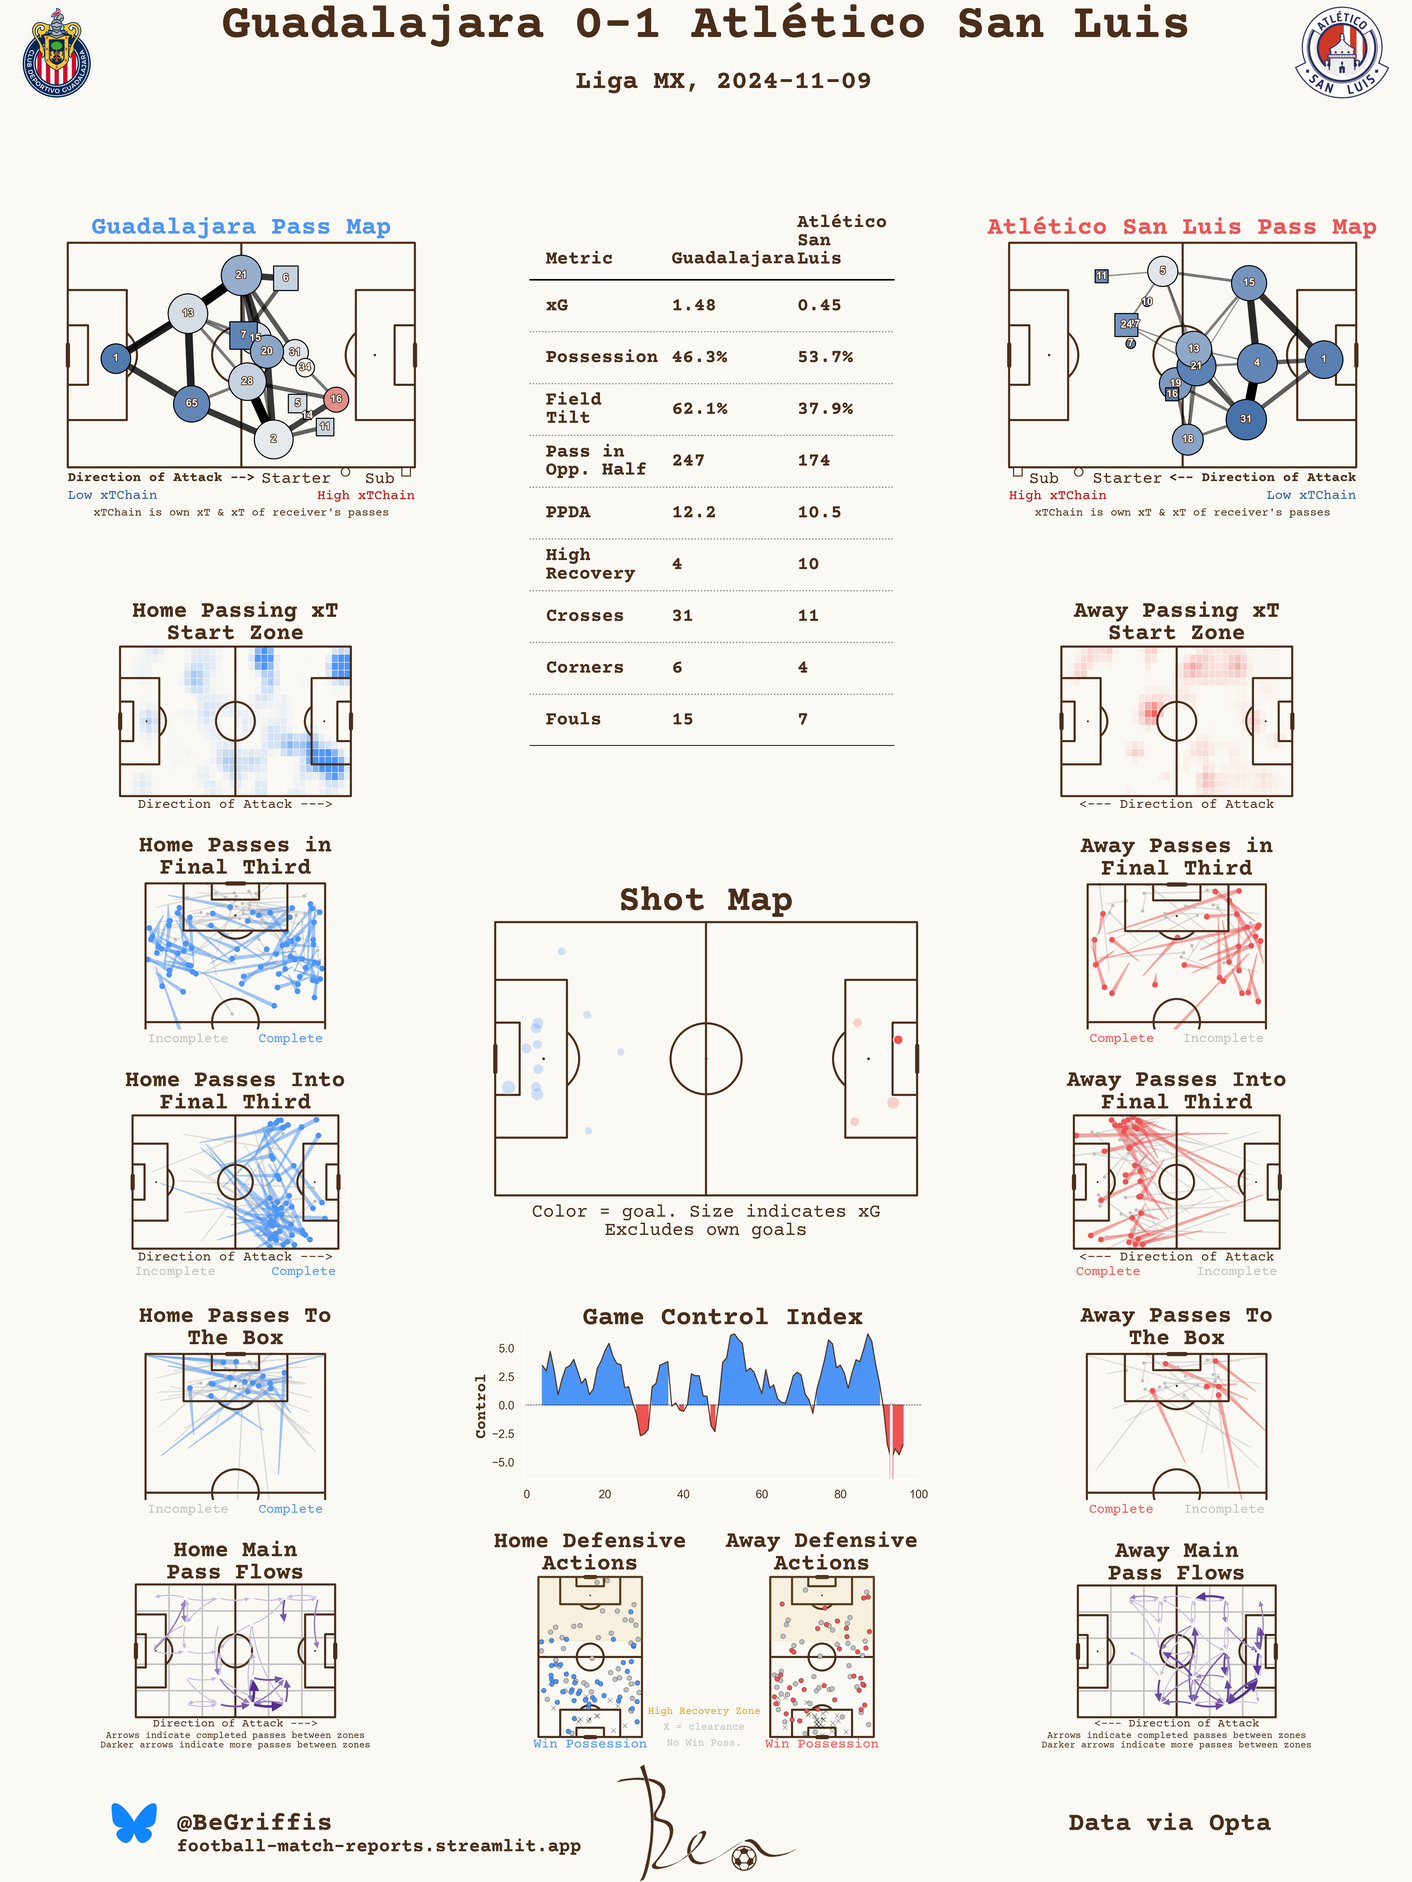 Guadalajara 0-1 Atlético San Luis
Liga MX, 2024-11-09
CLUB DEPORTIVO GUADALAJARA
ATLÉTICO
SAN LUIS
Guadalajara Pass Map
21
6
13
7
15
20
31
1
34
28
16
65
5
14
11
2
Direction of Attack --> Starter Sub
Low xTChain High xTChain
xTChain is own xT & xT of receiver's passes
Metric Guadalajara Atlético San Luis
xG 1.48 0.45
Possession 46.3% 53.7%
Field Tilt 62.1% 37.9%
Pass in Opp. Half 247 174
PPDA 12.2 10.5
High Recovery 4 10
Crosses 31 11
Corners 6 4
Fouls 15 7
Atlético San Luis Pass Map
11
5
15
10
24
7
13
21
4
1
19
16
31
18
Sub Starter <-- Direction of Attack
High xTChain Low xTChain
xTChain is own xT & xT of receiver's passes
Home Passing xT
Start Zone
Direction of Attack --->
Away Passing xT
Start Zone
<--- Direction of Attack
Home Passes in
Final Third
Incomplete Complete
Away Passes in
Final Third
Complete Incomplete
Shot Map
Color = goal. Size indicates xG
Excludes own goals
Home Passes Into
Final Third
Direction of Attack --->
Incomplete Complete
Away Passes Into
Final Third
<--- Direction of Attack
Complete Incomplete
Home Passes To
The Box
Incomplete Complete
Game Control Index
Control
5.0
2.5
0.0
−2.5
−5.0
0 20 40 60 80 100
Away Passes To
The Box
Complete Incomplete
Home Main
Pass Flows
Direction of Attack --->
Arrows indicate completed passes between zones
Darker arrows indicate more passes between zones
Home Defensive
Actions
Win Possession
High Recovery Zone
X = clearance
No Win Poss.
Away Defensive
Actions
Win Possession
Away Main
Pass Flows
<--- Direction of Attack
Arrows indicate completed passes between zones
Darker arrows indicate more passes between zones
@BeGriffis
football-match-reports.streamlit.app
Ben
Data via Opta